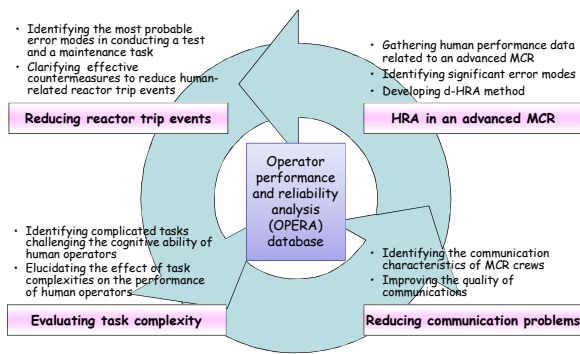 • Identifying the most probable
error modes in conducting a test
and a maintenance task
• Clarifying effective
countermeasures to reduce human-
related reactor trip events
Reducing reactor trip events
• Gathering human performance data
related to an advanced MCR
• Identifying significant error modes
• Developing d-HRA method
HRA in an advanced MCR
Operator
performance
and reliability
analysis
(OPERA)
database
• Identifying complicated tasks
challenging the cognitive ability of
human operators
• Elucidating the effect of task
complexities on the performance
of human operators
Evaluating task complexity
• Identifying the communication
characteristics of MCR crews
• Improving the quality of
communications
Reducing communication problems